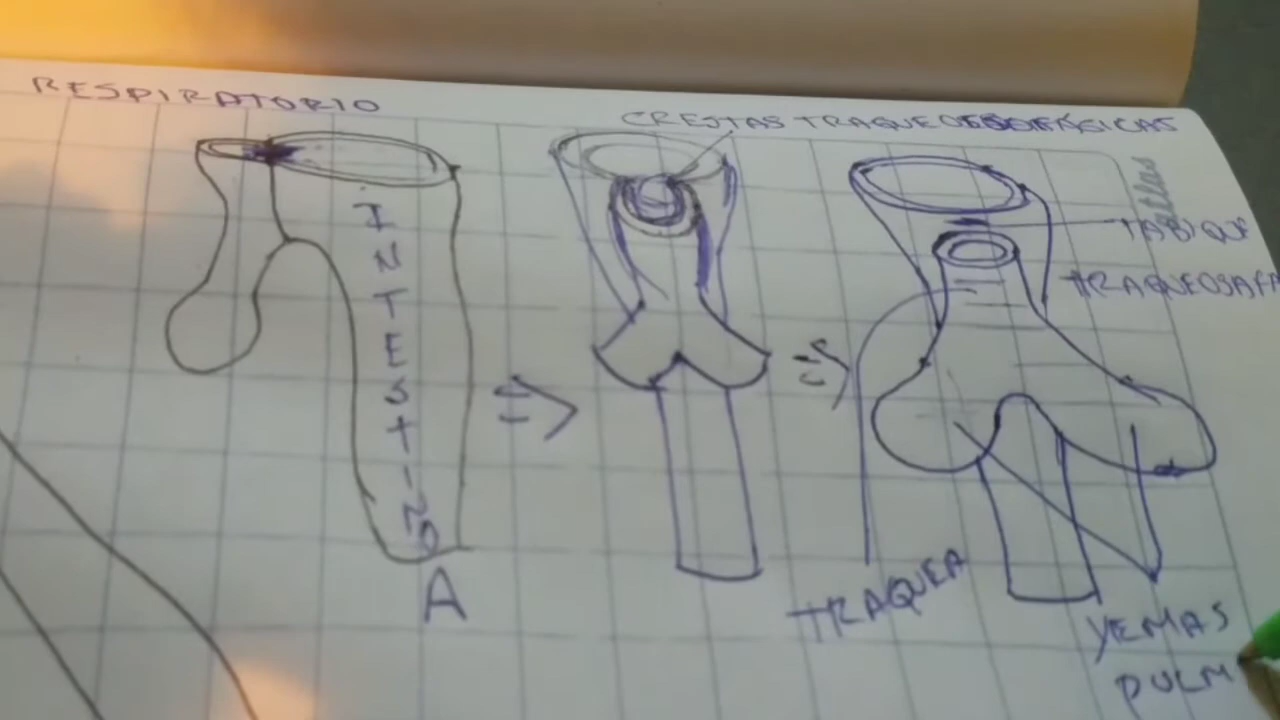 RESPIRATORIO
CRESTAS
INTESTINO
A
TABIQUE
TRAQUEA
YEMAS
PULM